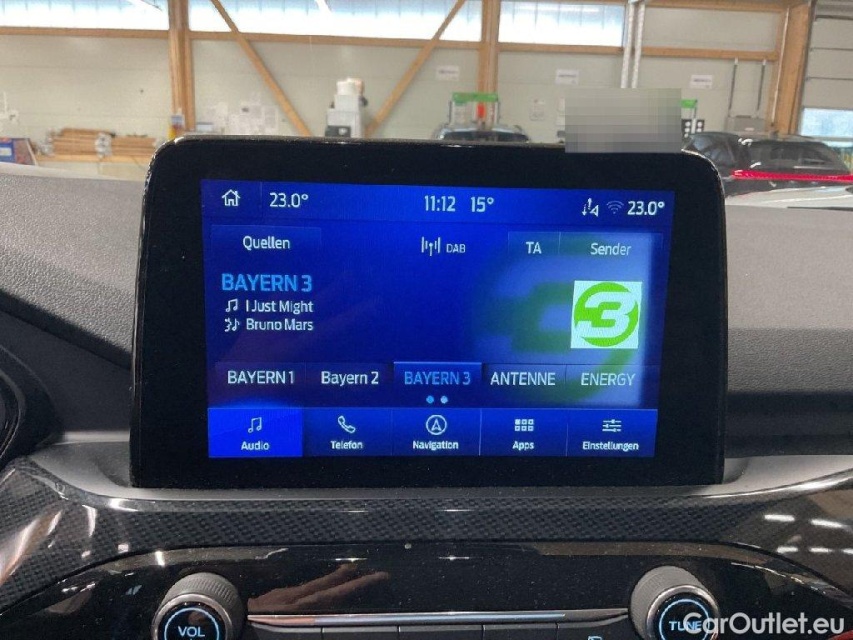 23.0° 11:12 15° 23.0°
Quellen DAB TA Sender
BAYERN 3
I Just Might
Bruno Mars
3
BAYERN 1 Bayern 2 BAYERN 3 ANTENNE ENERGY
Audio Telefon Navigation Apps Einstellungen
VOL TUNE
CarOutlet.eu